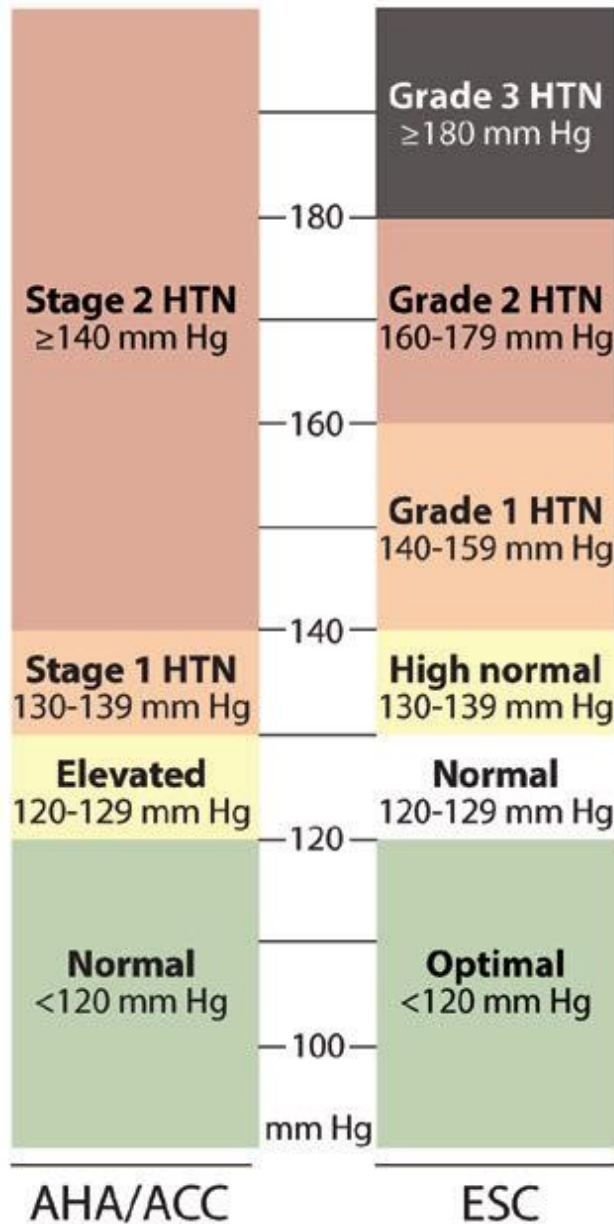 Stage 2 HTN
≥140 mm Hg
Stage 1 HTN
130-139 mm Hg
Elevated
120-129 mm Hg
Normal
<120 mm Hg
AHA/ACC
180
160
140
120
100
mm Hg
Grade 3 HTN
≥180 mm Hg
Grade 2 HTN
160-179 mm Hg
Grade 1 HTN
140-159 mm Hg
High normal
130-139 mm Hg
Normal
120-129 mm Hg
Optimal
<120 mm Hg
ESC